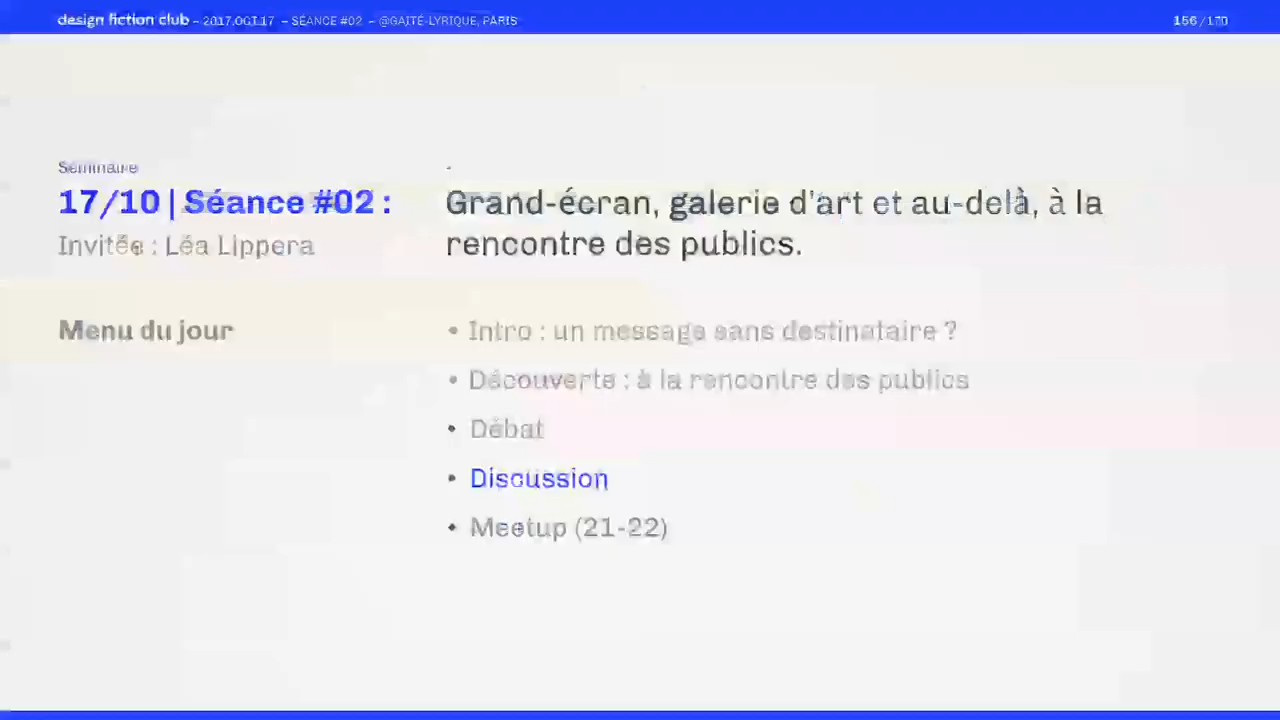 design fiction club – 2017.OCT.17 – SÉANCE #02 – @GAITÉ-LYRIQUE, PARIS
156/170
Séminaire
17/10 | Séance #02 :
Invitée : Léa Lippera
Grand-écran, galerie d'art et au-delà, à la
rencontre des publics.
Menu du jour
• Intro : un message sans destinataire ?
• Découverte : à la rencontre des publics
• Débat
• Discussion
• Meetup (21-22)